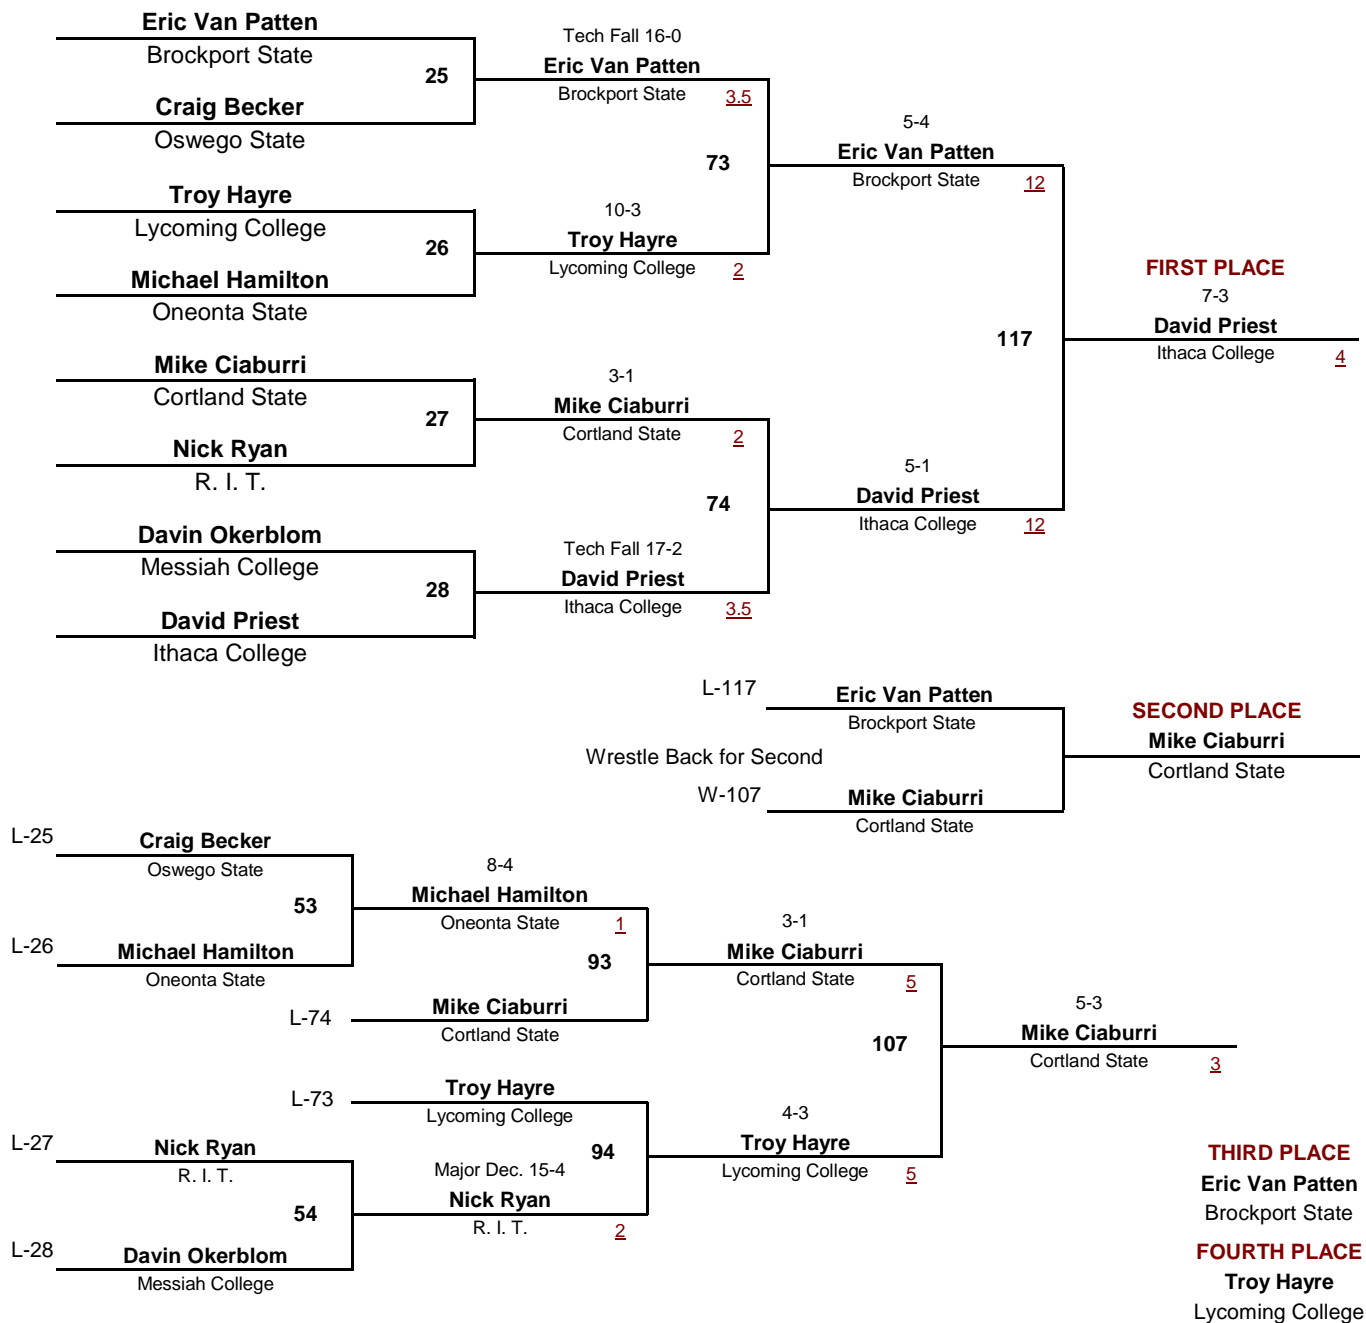 Eric Van Patten
Brockport State
25
Craig Becker
Oswego State
Tech Fall 16-0
Eric Van Patten
Brockport State
3.5
73
Troy Hayre
Lycoming College
26
Michael Hamilton
Oneonta State
10-3
Troy Hayre
Lycoming College
2
5-4
Eric Van Patten
Brockport State
12
117
FIRST PLACE
7-3
David Priest
Ithaca College
4
Mike Ciaburri
Cortland State
27
Nick Ryan
R. I. T.
3-1
Mike Ciaburri
Cortland State
2
74
Davin Okerblom
Messiah College
28
David Priest
Ithaca College
Tech Fall 17-2
David Priest
Ithaca College
3.5
5-1
David Priest
Ithaca College
12
L-117
Eric Van Patten
Brockport State
Wrestle Back for Second
W-107
Mike Ciaburri
Cortland State
SECOND PLACE
Mike Ciaburri
Cortland State
L-25
Craig Becker
Oswego State
53
L-26
Michael Hamilton
Oneonta State
8-4
Michael Hamilton
Oneonta State
1
93
L-74
Mike Ciaburri
Cortland State
3-1
Mike Ciaburri
Cortland State
5
107
5-3
Mike Ciaburri
Cortland State
3
L-73
Troy Hayre
Lycoming College
94
L-27
Nick Ryan
R. I. T.
54
L-28
Davin Okerblom
Messiah College
Major Dec. 15-4
Nick Ryan
R. I. T.
2
4-3
Troy Hayre
Lycoming College
5
THIRD PLACE
Eric Van Patten
Brockport State
FOURTH PLACE
Troy Hayre
Lycoming College